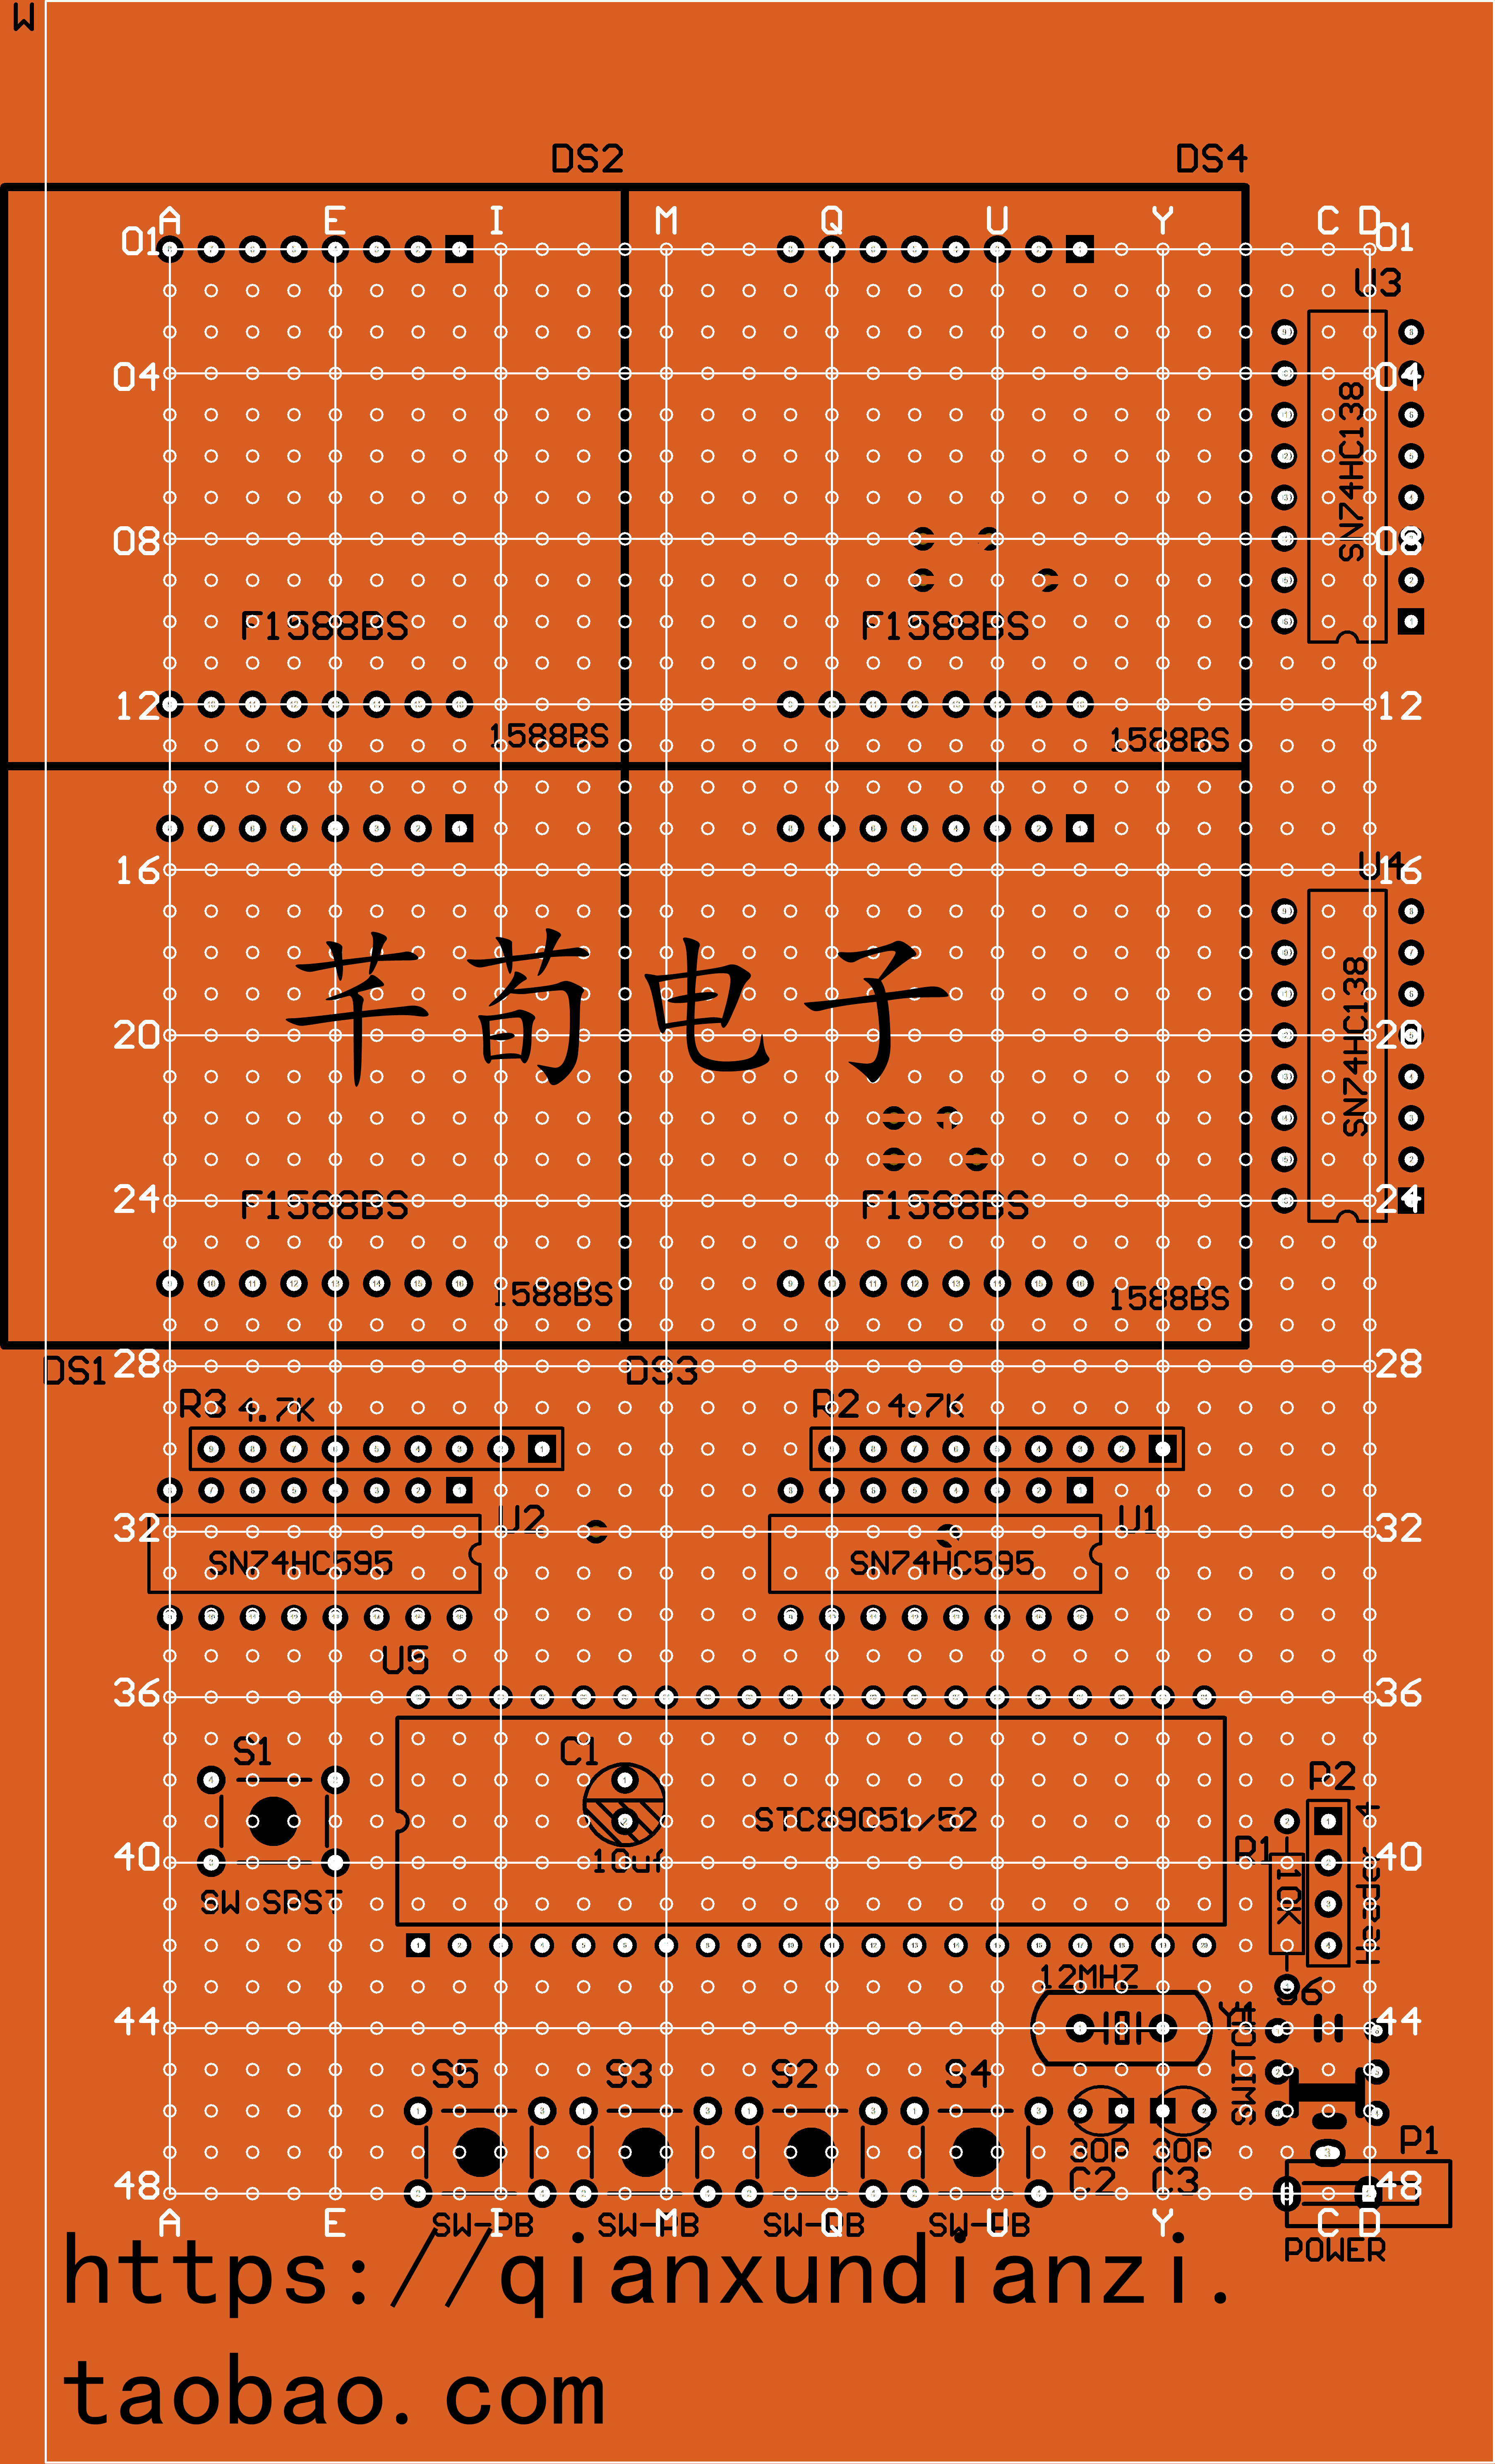 W
DS2 DS4
A E I M Q U Y C D
01 01
U3
04 04
SN74HC138
08 08
F1588BS F1588BS
12 12
1588BS 1588BS
16 U4 16
芊荀电子
20 SN74HC138 20
24 F1588BS F1588BS 24
1588BS 1588BS
DS1 28 DS3 28
R3 4.7K R2 4.7K
32 U2 U1 32
SN74HC595 SN74HC595
U5
36 36
S1 C1 P2
STC89C51/52
40 10uf R1 10K Header 4 40
SW SPST
12MHZ S6
44 Y1 44
S5 S3 S2 S4
30P 30P P1
48 C2 C3 48
A E I M Q U Y C D
SW-PB SW-PB SW-PB SW-PB
POWER
https://qianxundianzi.
taobao.com